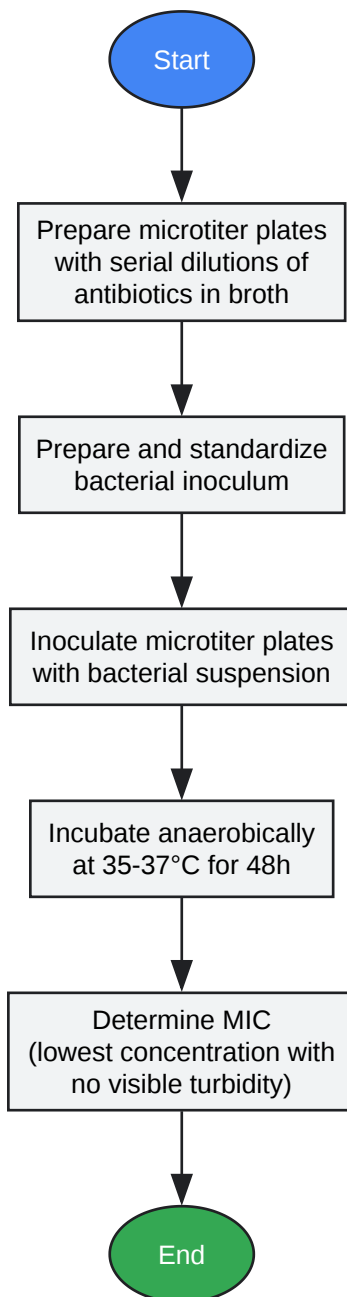 Start
Prepare microtiter plates
with serial dilutions of
antibiotics in broth
Prepare and standardize
bacterial inoculum
Inoculate microtiter plates
with bacterial suspension
Incubate anaerobically
at 35-37°C for 48h
Determine MIC
(lowest concentration with
no visible turbidity)
End